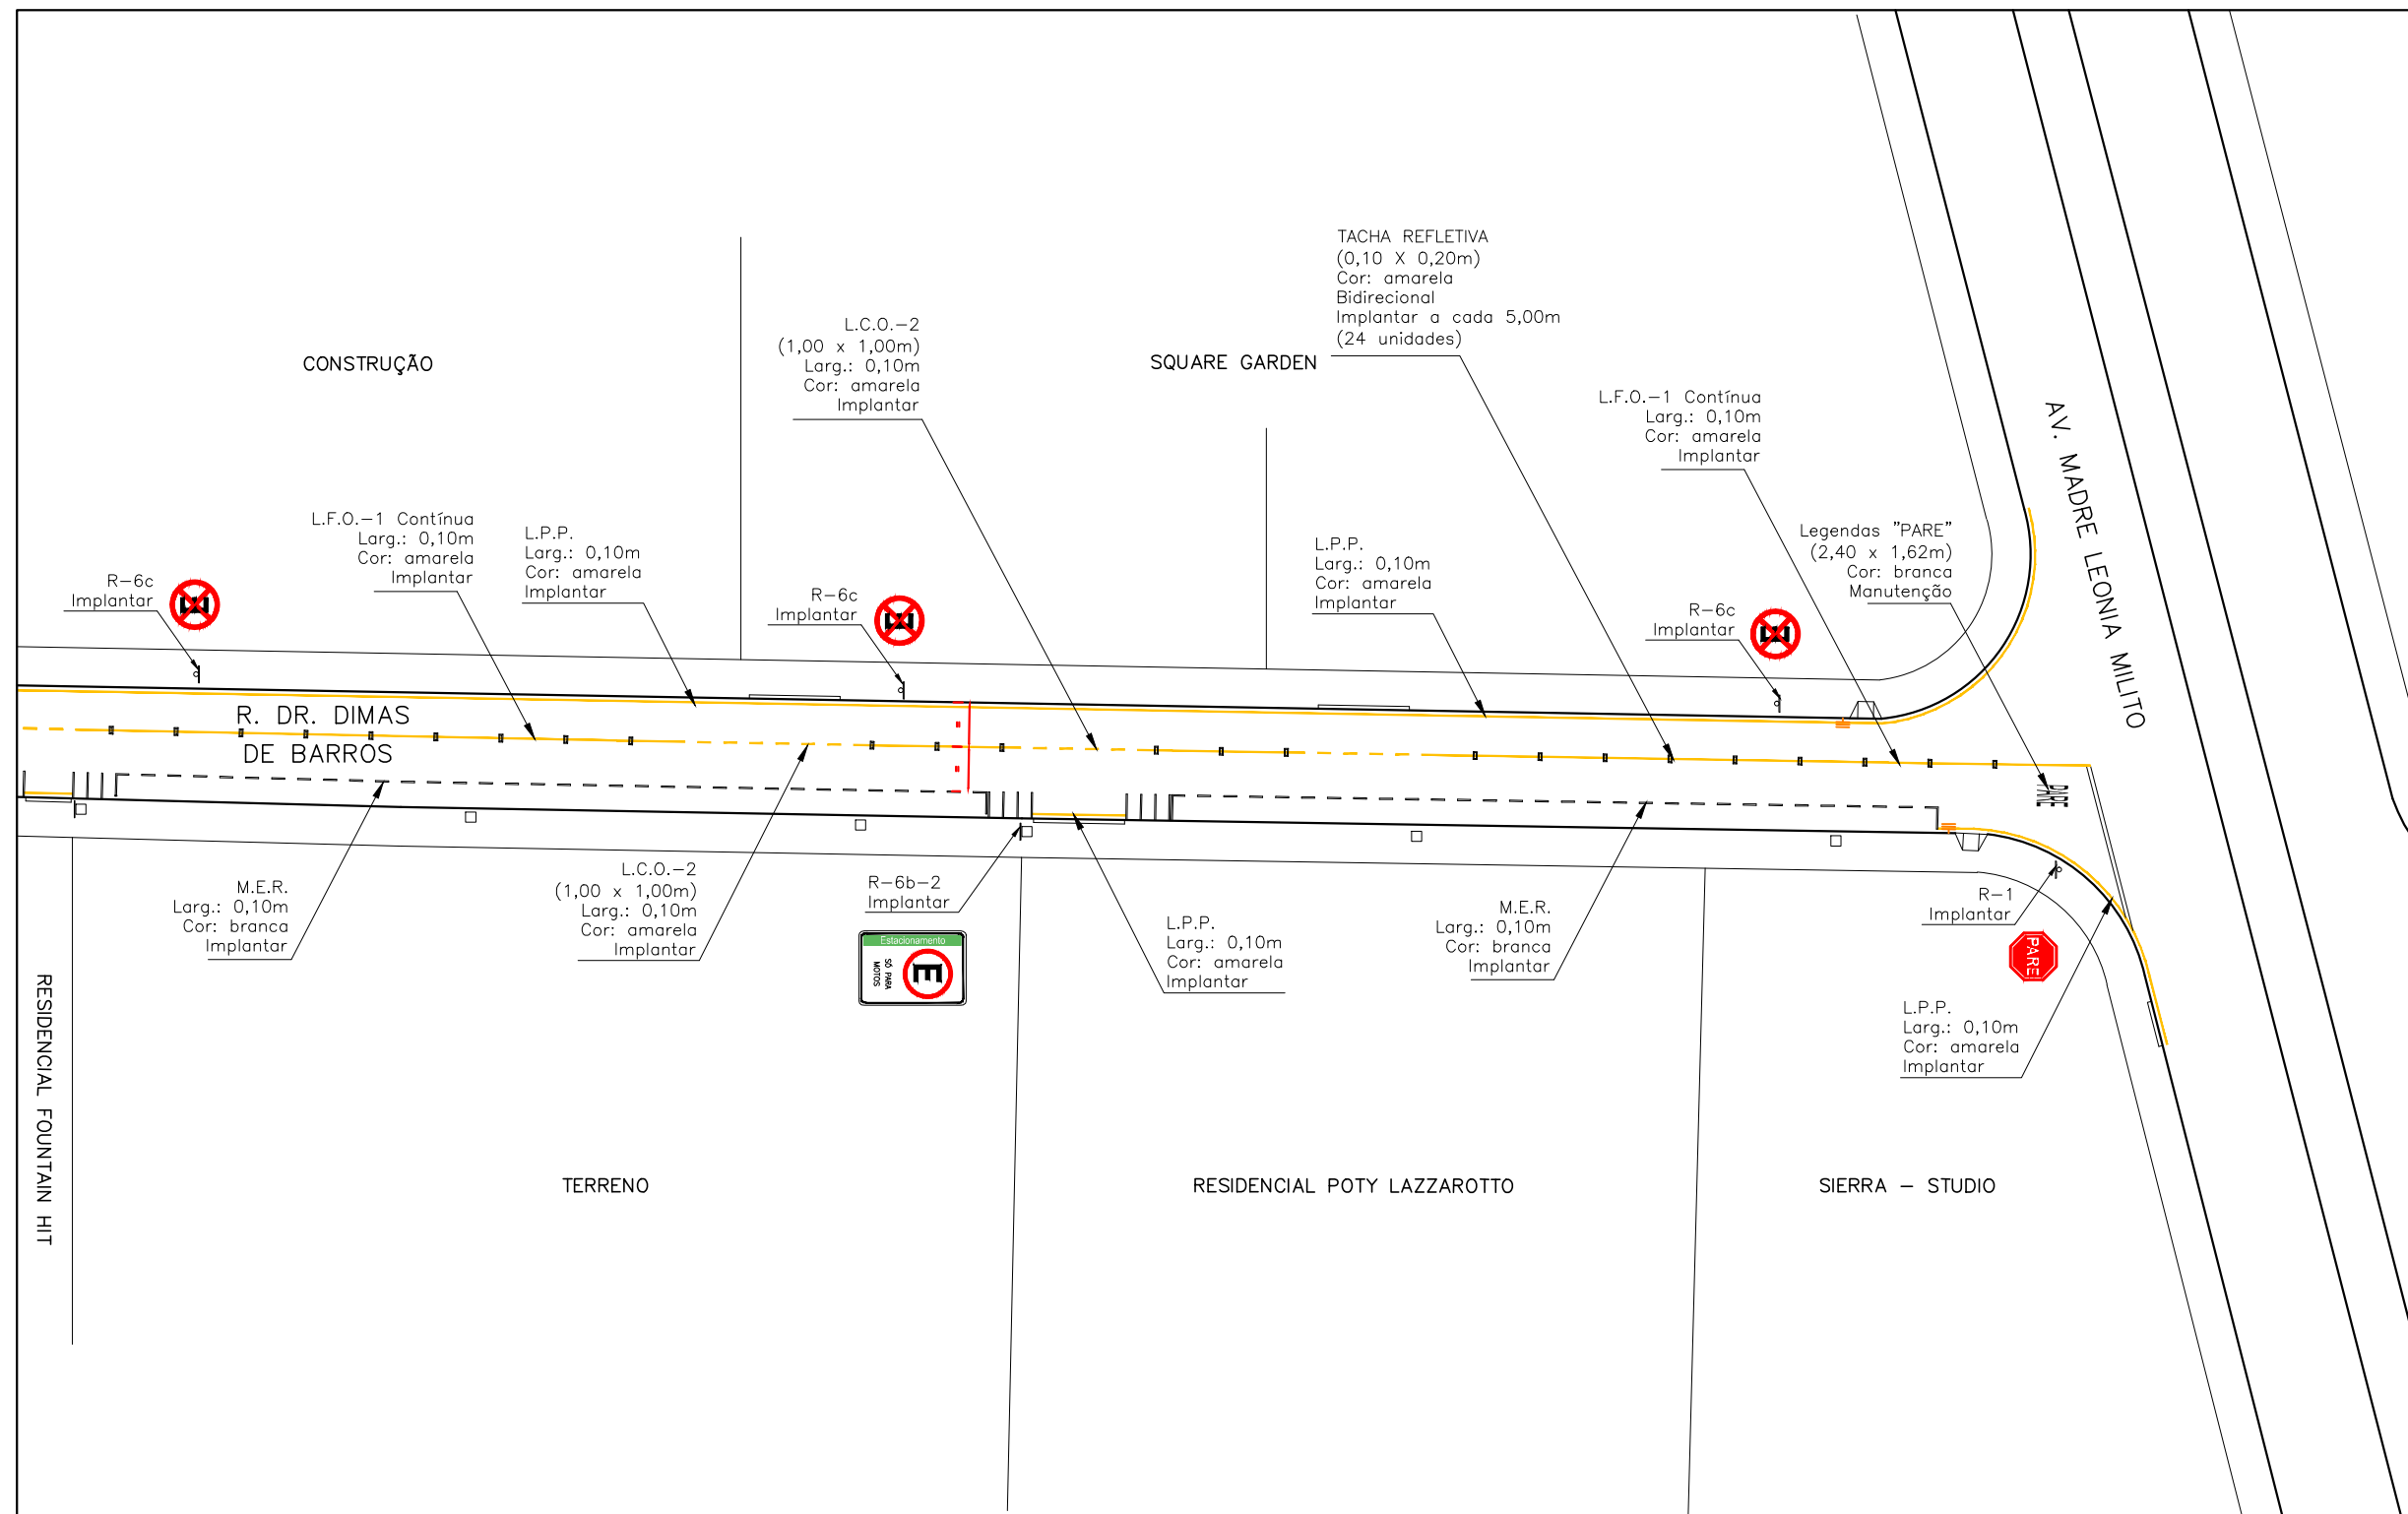 TACHA REFLETIVA
(0,10 X 0,20m)
Cor: amarela
Bidirecional
Implantar a cada 5,00m
(24 unidades)
L.C.O.-2
(1,00 x 1,00m)
Larg.: 0,10m
Cor: amarela
Implantar
CONSTRUÇÃO
SQUARE GARDEN
L.F.O.-1 Contínua
Larg.: 0,10m
Cor: amarela
Implantar
AV. MADRE LEONIA MILITO
L.F.O.-1 Contínua
Larg.: 0,10m
Cor: amarela
Implantar
L.P.P.
Larg.: 0,10m
Cor: amarela
Implantar
L.P.P.
Larg.: 0,10m
Cor: amarela
Implantar
Legendas "PARE"
(2,40 x 1,62m)
Cor: branca
Manutenção
R-6c
Implantar
E
R-6c
Implantar
E
R-6c
Implantar
E
R. DR. DIMAS
DE BARROS
PARE
M.E.R.
Larg.: 0,10m
Cor: branca
Implantar
L.C.O.-2
(1,00 x 1,00m)
Larg.: 0,10m
Cor: amarela
Implantar
R-6b-2
Implantar
Estacionamento
E
SÓ PARA
MOTOS
L.P.P.
Larg.: 0,10m
Cor: amarela
Implantar
M.E.R.
Larg.: 0,10m
Cor: branca
Implantar
R-1
Implantar
PARE
L.P.P.
Larg.: 0,10m
Cor: amarela
Implantar
RESIDENCIAL FOUNTAIN HIT
TERRENO
RESIDENCIAL POTY LAZZAROTTO
SIERRA - STUDIO